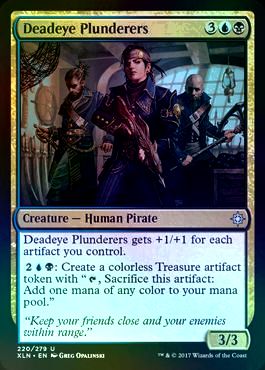 Deadeye Plunderers 3
Creature — Human Pirate
Deadeye Plunderers gets +1/+1 for each
artifact you control.
2 : Create a colorless Treasure artifact
token with “ , Sacrifice this artifact:
Add one mana of any color to your mana
pool.”
“Keep your friends close and your enemies
within range.”
3/3
220/279 U
XLN • EN Greg Opalinski
™ & © 2017 Wizards of the Coast